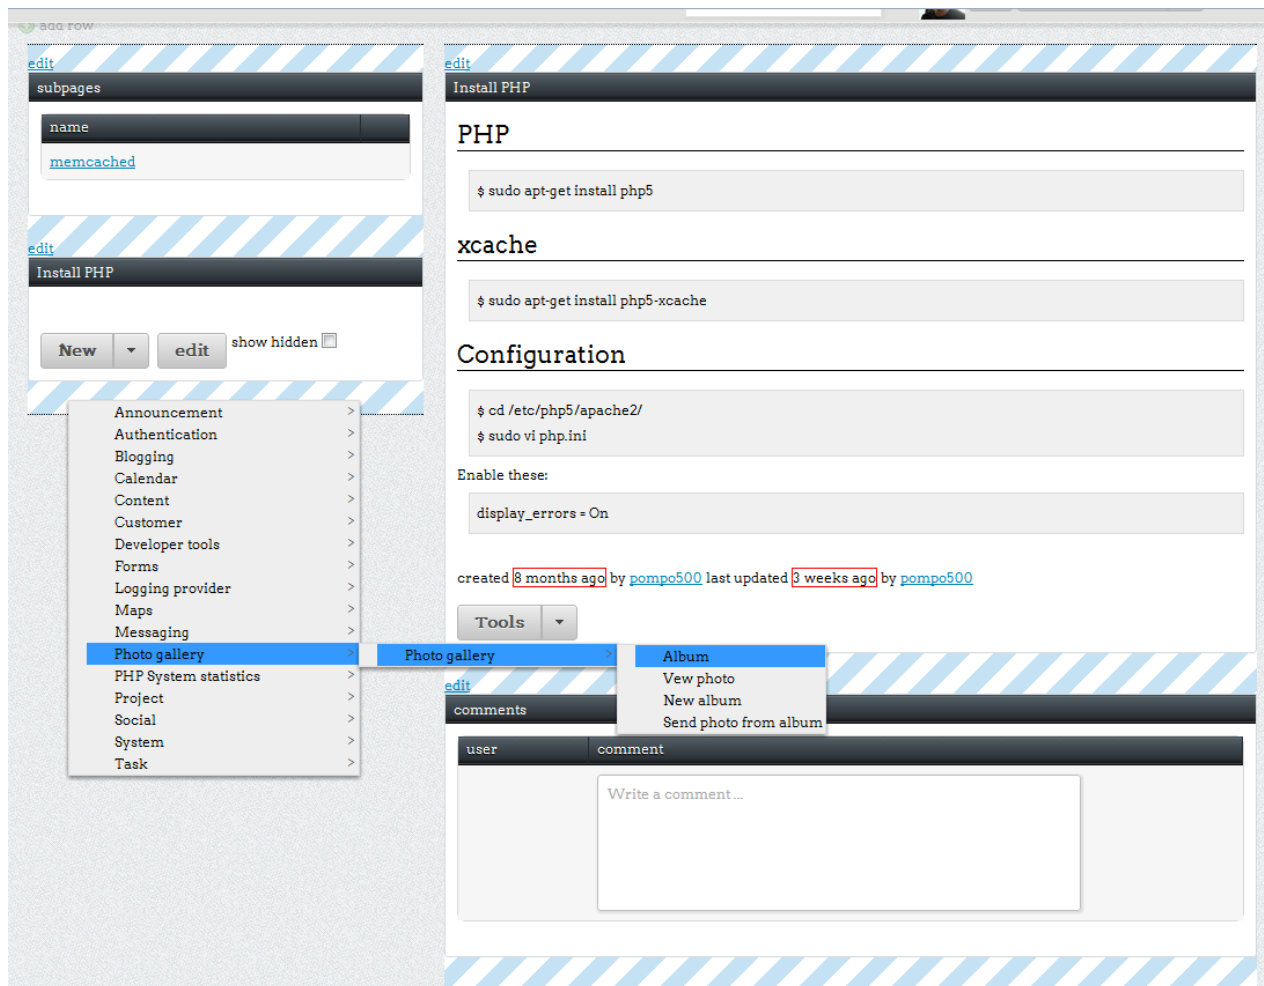 add row
edit
subpages
name
memcached
edit
Install PHP
New
edit
show hidden
Announcement >
Authentication >
Blogging >
Calendar >
Content >
Customer >
Developer tools >
Forms >
Logging provider >
Maps >
Messaging >
Photo gallery >
PHP System statistics >
Project >
Social >
System >
Task >
Photo gallery >
Album
Vew photo
New album
Send photo from album
edit
Install PHP
PHP
$ sudo apt-get install php5
xcache
$ sudo apt-get install php5-xcache
Configuration
$ cd /etc/php5/apache2/
$ sudo vi php.ini
Enable these:
display_errors = On
created 8 months ago by pompo500 last updated 3 weeks ago by pompo500
Tools
edit
comments
user comment
Write a comment ...